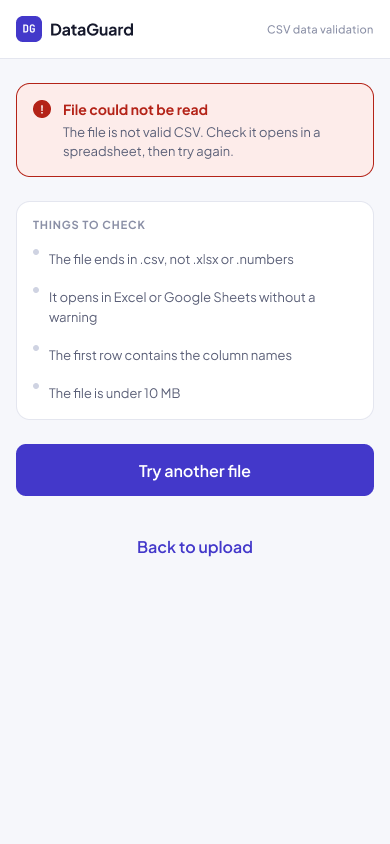 DG DataGuard
CSV data validation
! File could not be read
The file is not valid CSV. Check it opens in a
spreadsheet, then try again.
THINGS TO CHECK
The file ends in .csv, not .xlsx or .numbers
It opens in Excel or Google Sheets without a
warning
The first row contains the column names
The file is under 10 MB
Try another file
Back to upload